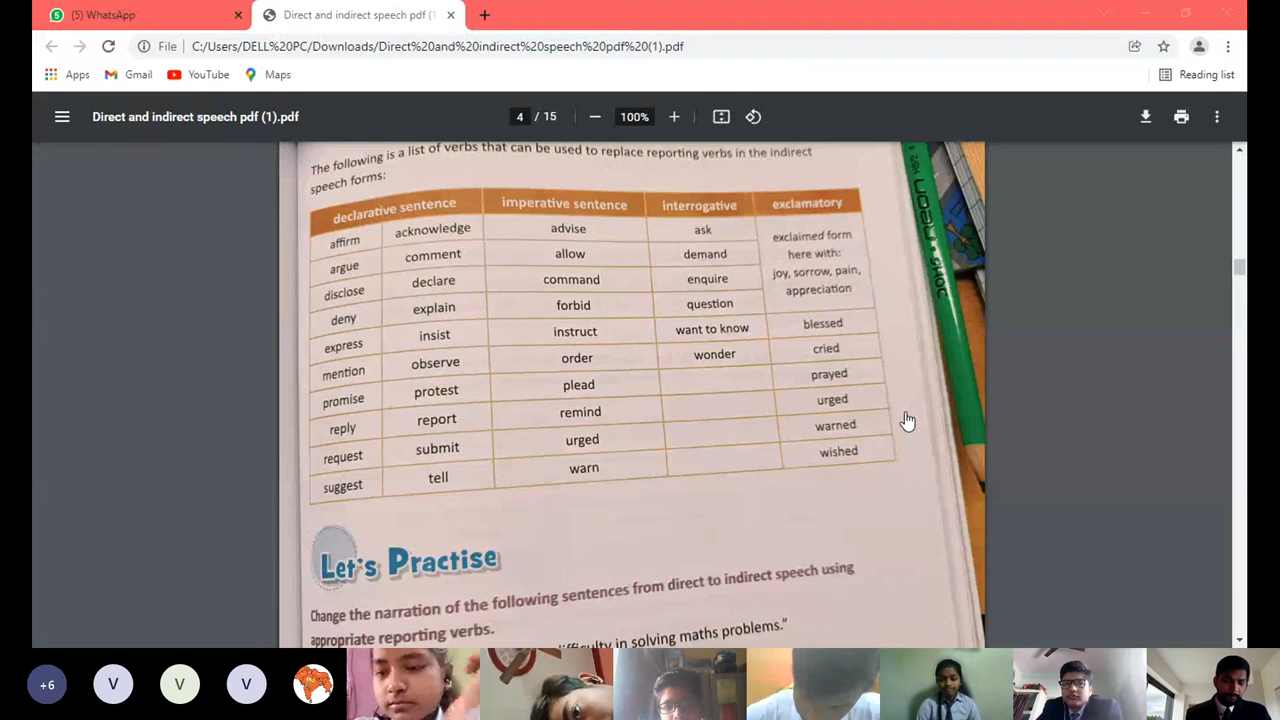 (5) WhatsApp
Direct and indirect speech pdf (1
File C:/Users/DELL%20PC/Downloads/Direct%20and%20indirect%20speech%20pdf%20(1).pdf
Apps Gmail YouTube Maps Reading list
Direct and indirect speech pdf (1).pdf 4 / 15 100%
The following is a list of verbs that can be used to replace reporting verbs in the indirect
speech forms:
declarative sentence imperative sentence interrogative exclamatory
affirm acknowledge advise ask exclaimed form
here with:
joy, sorrow, pain,
appreciation
argue comment allow demand
disclose declare command enquire
deny explain forbid question blessed
express insist instruct want to know cried
mention observe order wonder prayed
promise protest plead urged
reply report remind warned
request submit urged wished
suggest tell warn
Let's Practise
Change the narration of the following sentences from direct to indirect speech using
appropriate reporting verbs.
difficulty in solving maths problems."
+6 V V V